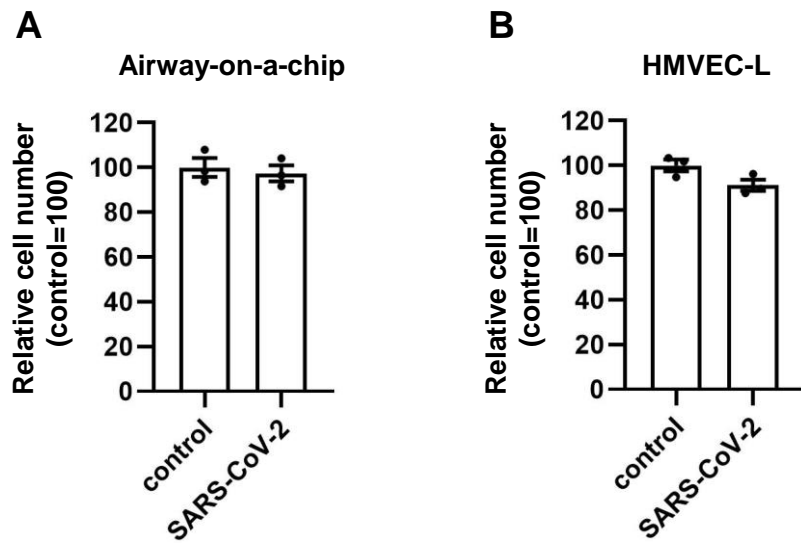 A
Airway-on-a-chip
Relative cell number
(control=100)
120
100
80
60
40
20
0
control
SARS-CoV-2
B
HMVEC-L
Relative cell number
(control=100)
120
100
80
60
40
20
0
control
SARS-CoV-2